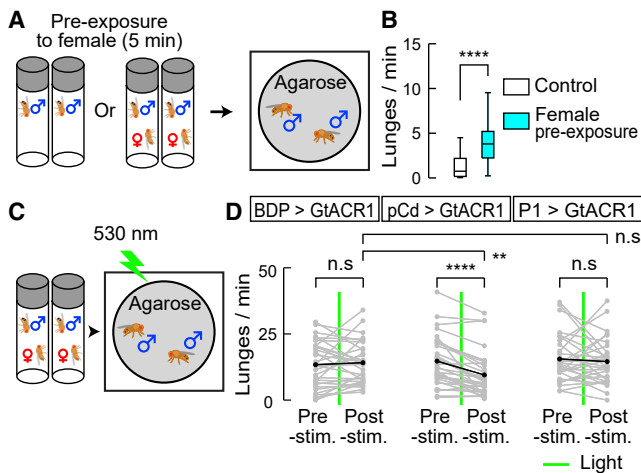 A
Pre-exposure
to female (5 min)
♂ ♂ Or ♂ ♂
♀ ♀
Agarose
♂
♂
B
Lunges / min
15
10
5
0
****
Control
Female
pre-exposure
C
530 nm
♂ ♂
♀ ♀
Agarose
♂
♂
D
BDP > GtACR1 pCd > GtACR1 P1 > GtACR1
n.s
**
n.s **** n.s
Lunges / min
50
25
0
Pre Post Pre Post Pre Post
-stim. -stim. -stim. -stim. -stim. -stim.
Light